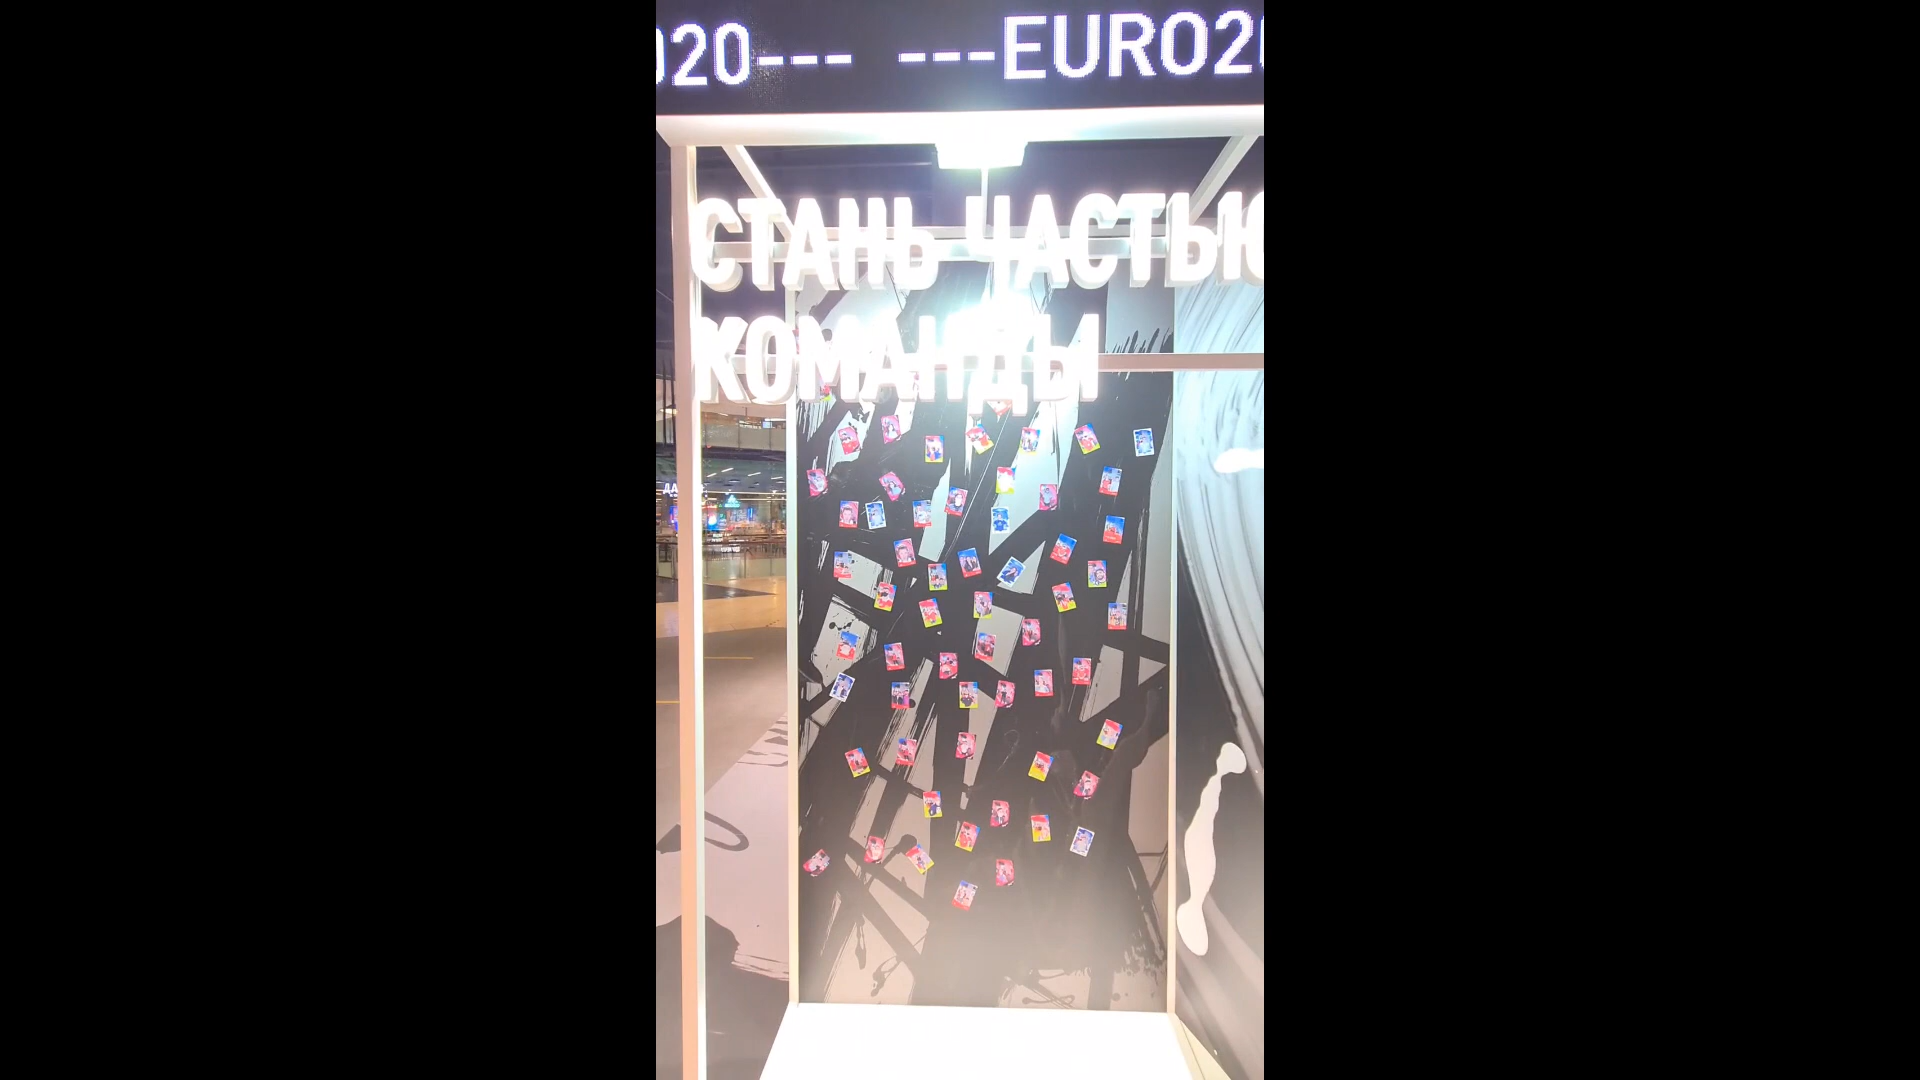 020--- ---EURO20
СТАНЬ ЧАСТЬЮ
КОМАНДЫ